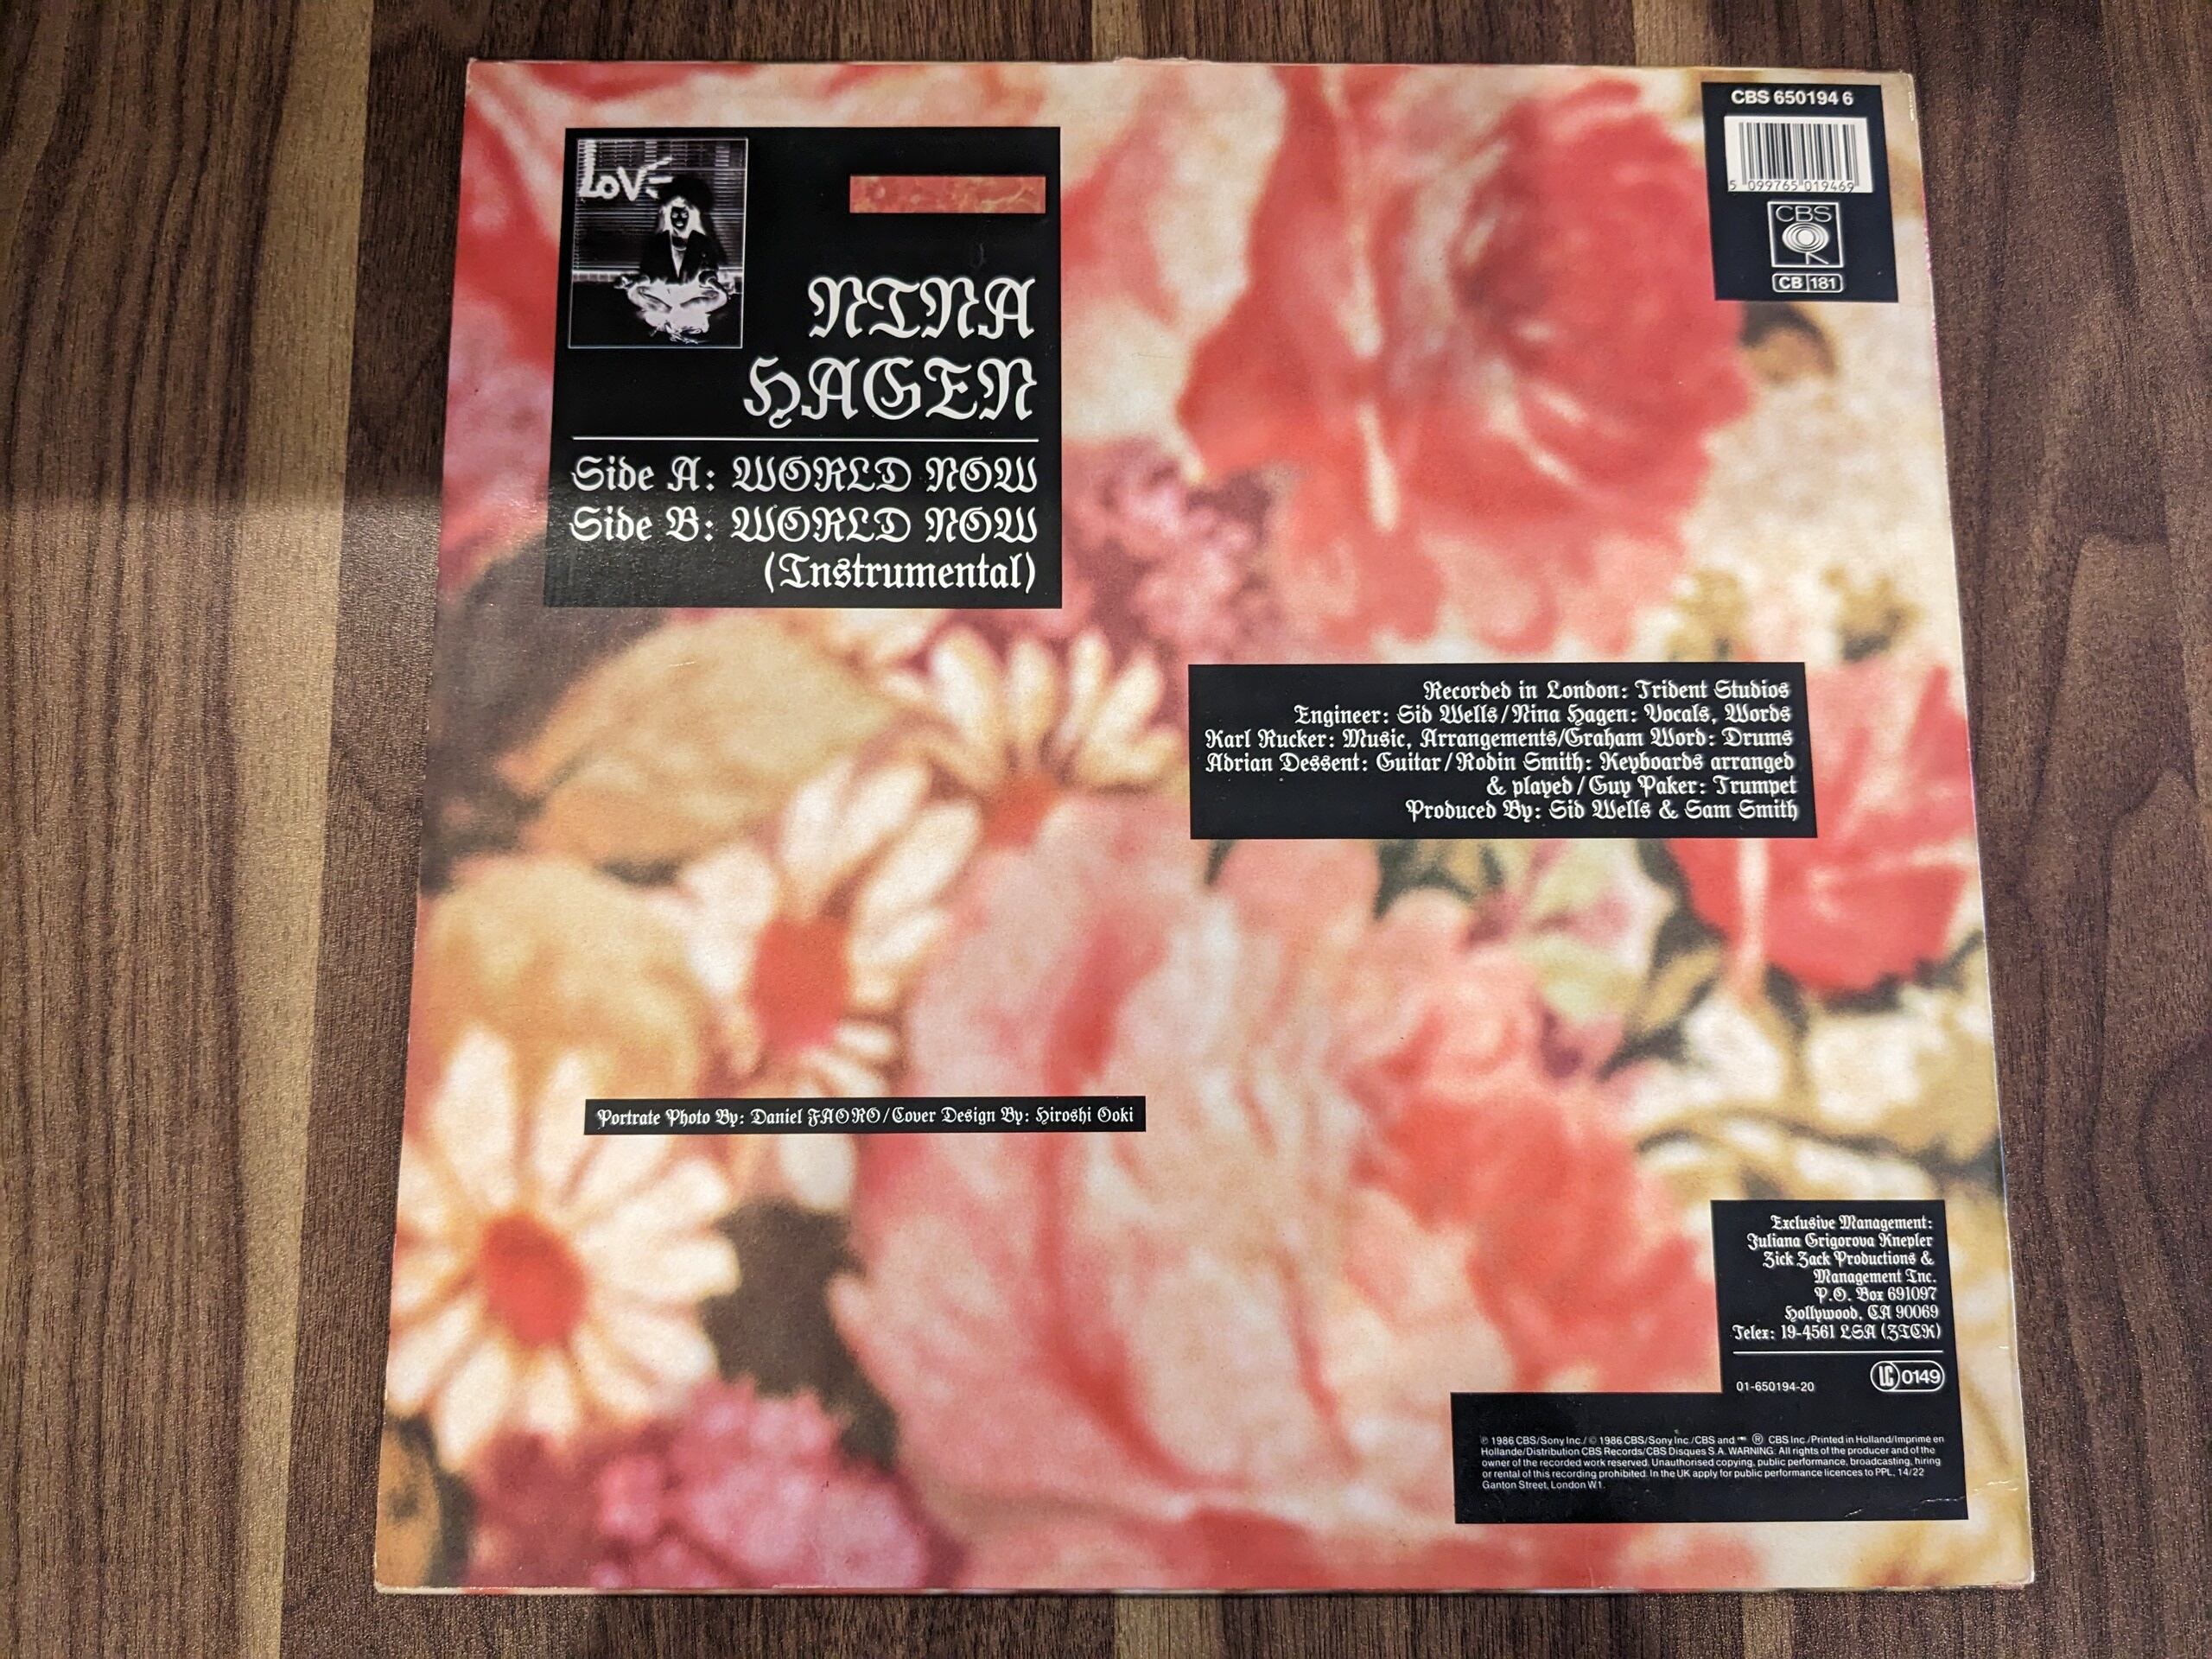 LOVE
NINA
HAGEN
Side A: WORLD NOW
Side B: WORLD NOW
(Instrumental)
CBS 650194 6
5 099765 019469
CBS
CB 181
Recorded in London: Trident Studios
Engineer: Sid Wells/Nina Hagen: Vocals, Words
Karl Rucker: Music, Arrangements/Graham Word: Drums
Adrian Dessent: Guitar/Robin Smith: Keyboards arranged
& played/Guy Paker: Trumpet
Produced By: Sid Wells & Sam Smith
Portrate Photo By: Daniel FAORO/Cover Design By: Hiroshi Ooki
Exclusive Management:
Juliana Grigorova Knepler
Zick Zack Productions &
Management Inc.
P.O. Box 691097
Hollywood, CA 90069
Telex: 19-4561 LSA (ZICK)
01-650194-20
LC 0149
℗ 1986 CBS/Sony Inc./© 1986 CBS/Sony Inc./CBS and ® CBS Inc./Printed in Holland/Imprimé en
Hollande/Distribution CBS Records/CBS Disques S.A. WARNING: All rights of the producer and of the
owner of the recorded work reserved. Unauthorised copying, public performance, broadcasting, hiring
or rental of this recording prohibited. In the UK apply for public performance licences to PPL, 14/22
Ganton Street, London W1.